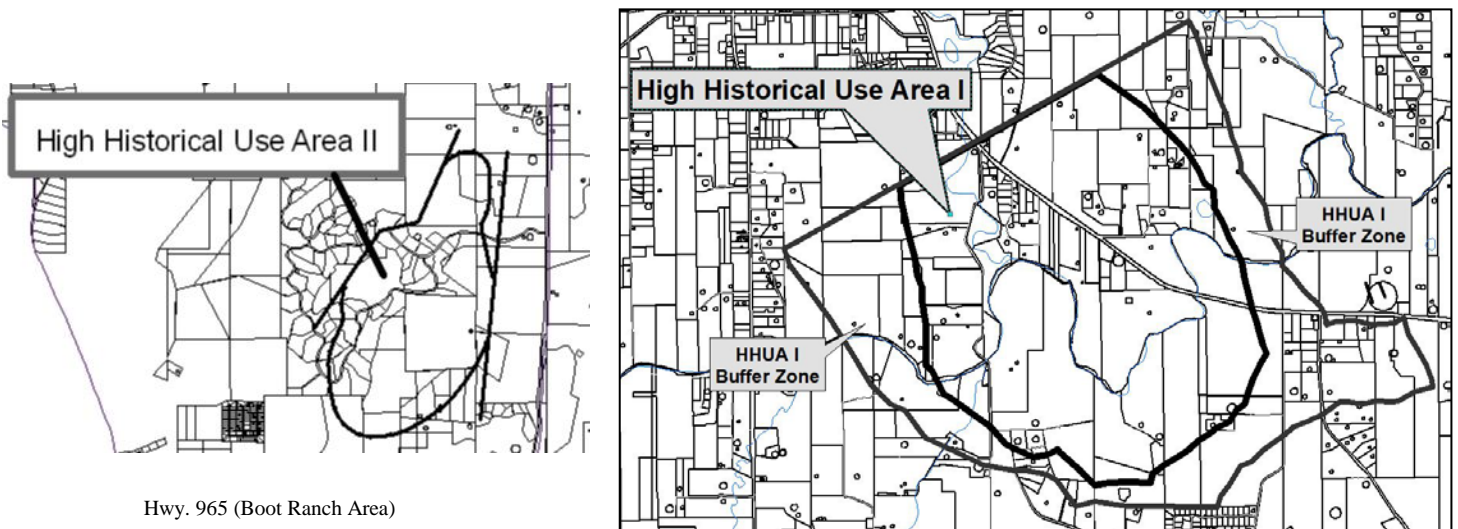 High Historical Use Area II
Hwy. 965 (Boot Ranch Area)
High Historical Use Area I
HHUA I
Buffer Zone
HHUA I
Buffer Zone